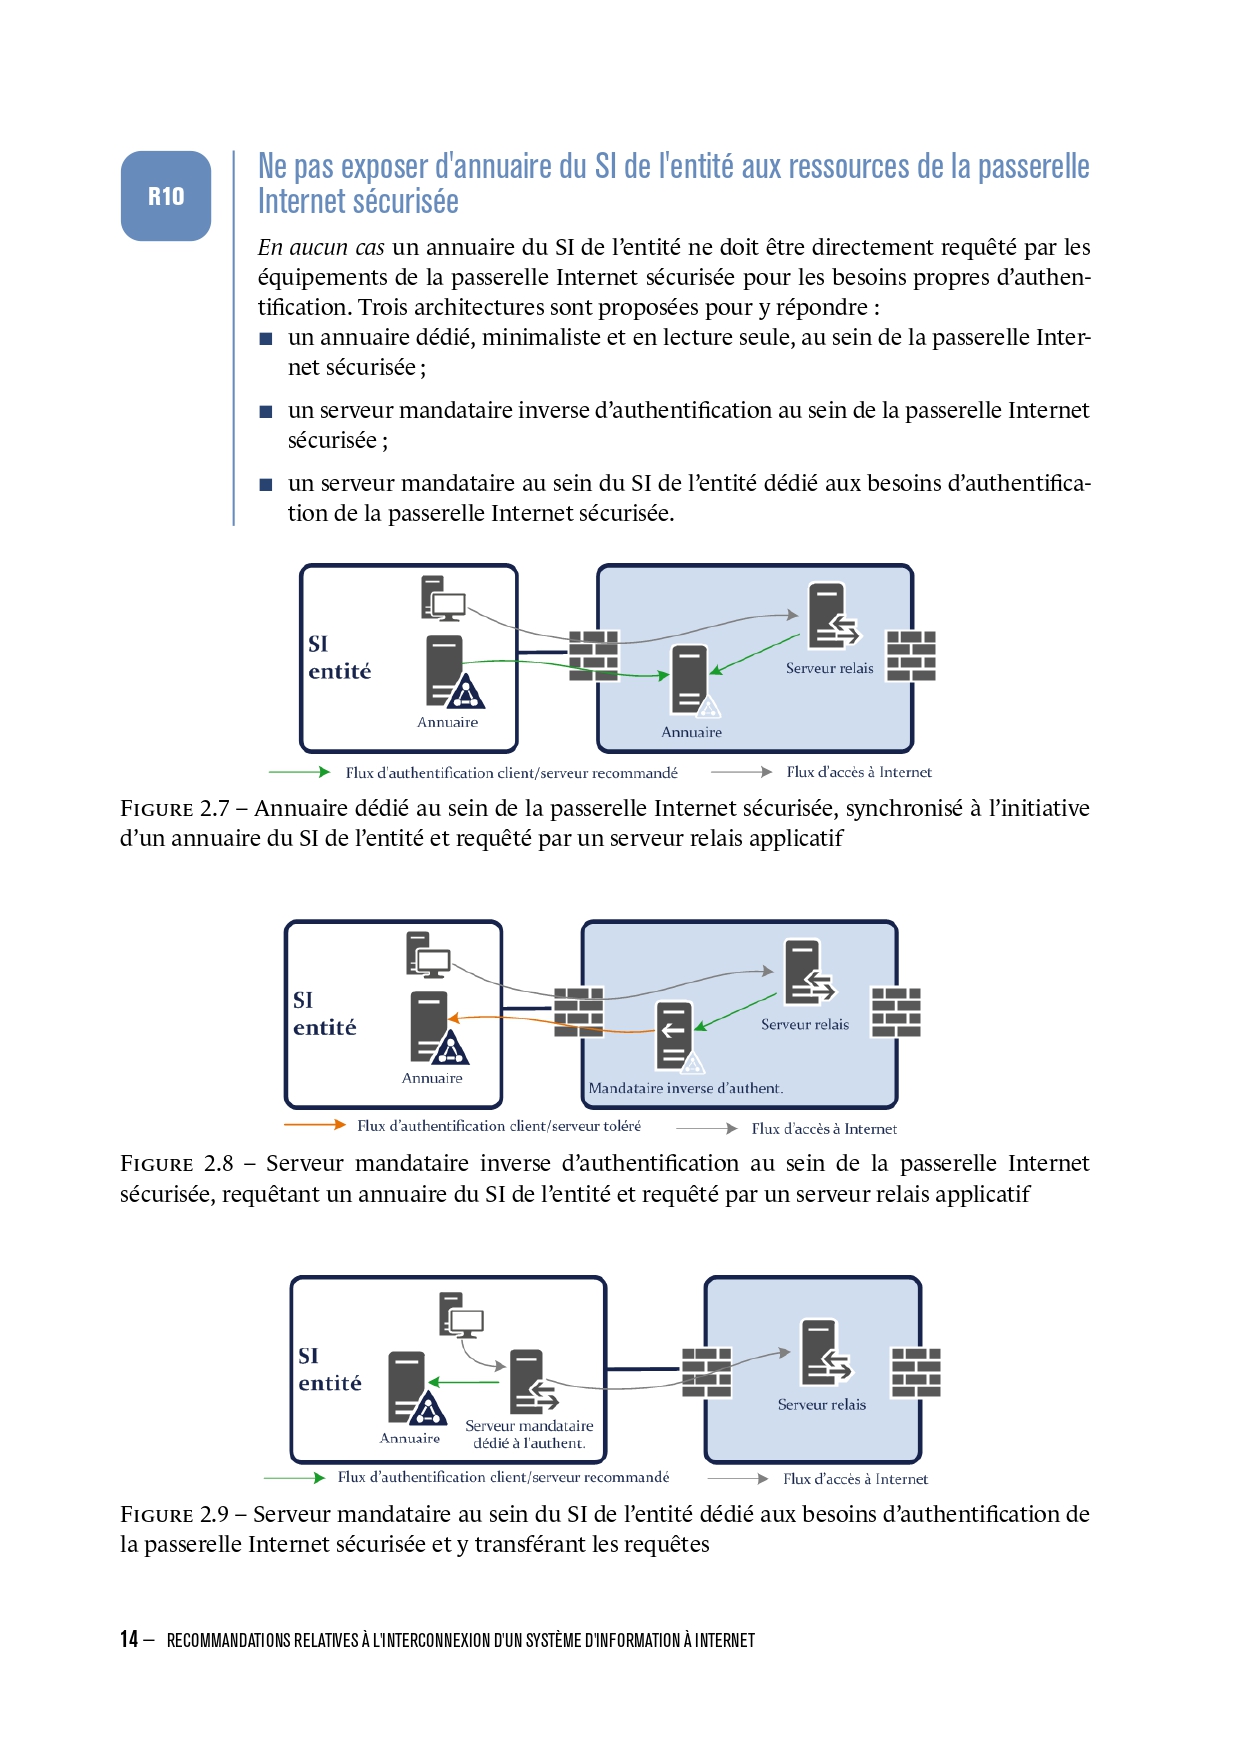 R10
Ne pas exposer d'annuaire du SI de l'entité aux ressources de la passerelle
Internet sécurisée
En aucun cas un annuaire du SI de l’entité ne doit être directement requêté par les
équipements de la passerelle Internet sécurisée pour les besoins propres d’authen-
tification. Trois architectures sont proposées pour y répondre :
■ un annuaire dédié, minimaliste et en lecture seule, au sein de la passerelle Inter-
net sécurisée ;
■ un serveur mandataire inverse d’authentification au sein de la passerelle Internet
sécurisée ;
■ un serveur mandataire au sein du SI de l’entité dédié aux besoins d’authentifica-
tion de la passerelle Internet sécurisée.
SI
entité
Annuaire
Annuaire
Serveur relais
Flux d'authentification client/serveur recommandé
Flux d’accès à Internet
FIGURE 2.7 – Annuaire dédié au sein de la passerelle Internet sécurisée, synchronisé à l’initiative
d’un annuaire du SI de l’entité et requêté par un serveur relais applicatif
SI
entité
Annuaire
Mandataire inverse d’authent.
Serveur relais
Flux d’authentification client/serveur toléré
Flux d’accès à Internet
FIGURE 2.8 – Serveur mandataire inverse d’authentification au sein de la passerelle Internet
sécurisée, requêtant un annuaire du SI de l’entité et requêté par un serveur relais applicatif
SI
entité
Annuaire
Serveur mandataire
dédié à l'authent.
Serveur relais
Flux d’authentification client/serveur recommandé
Flux d’accès à Internet
FIGURE 2.9 – Serveur mandataire au sein du SI de l’entité dédié aux besoins d’authentification de
la passerelle Internet sécurisée et y transférant les requêtes
14 – RECOMMANDATIONS RELATIVES À L'INTERCONNEXION D'UN SYSTÈME D'INFORMATION À INTERNET